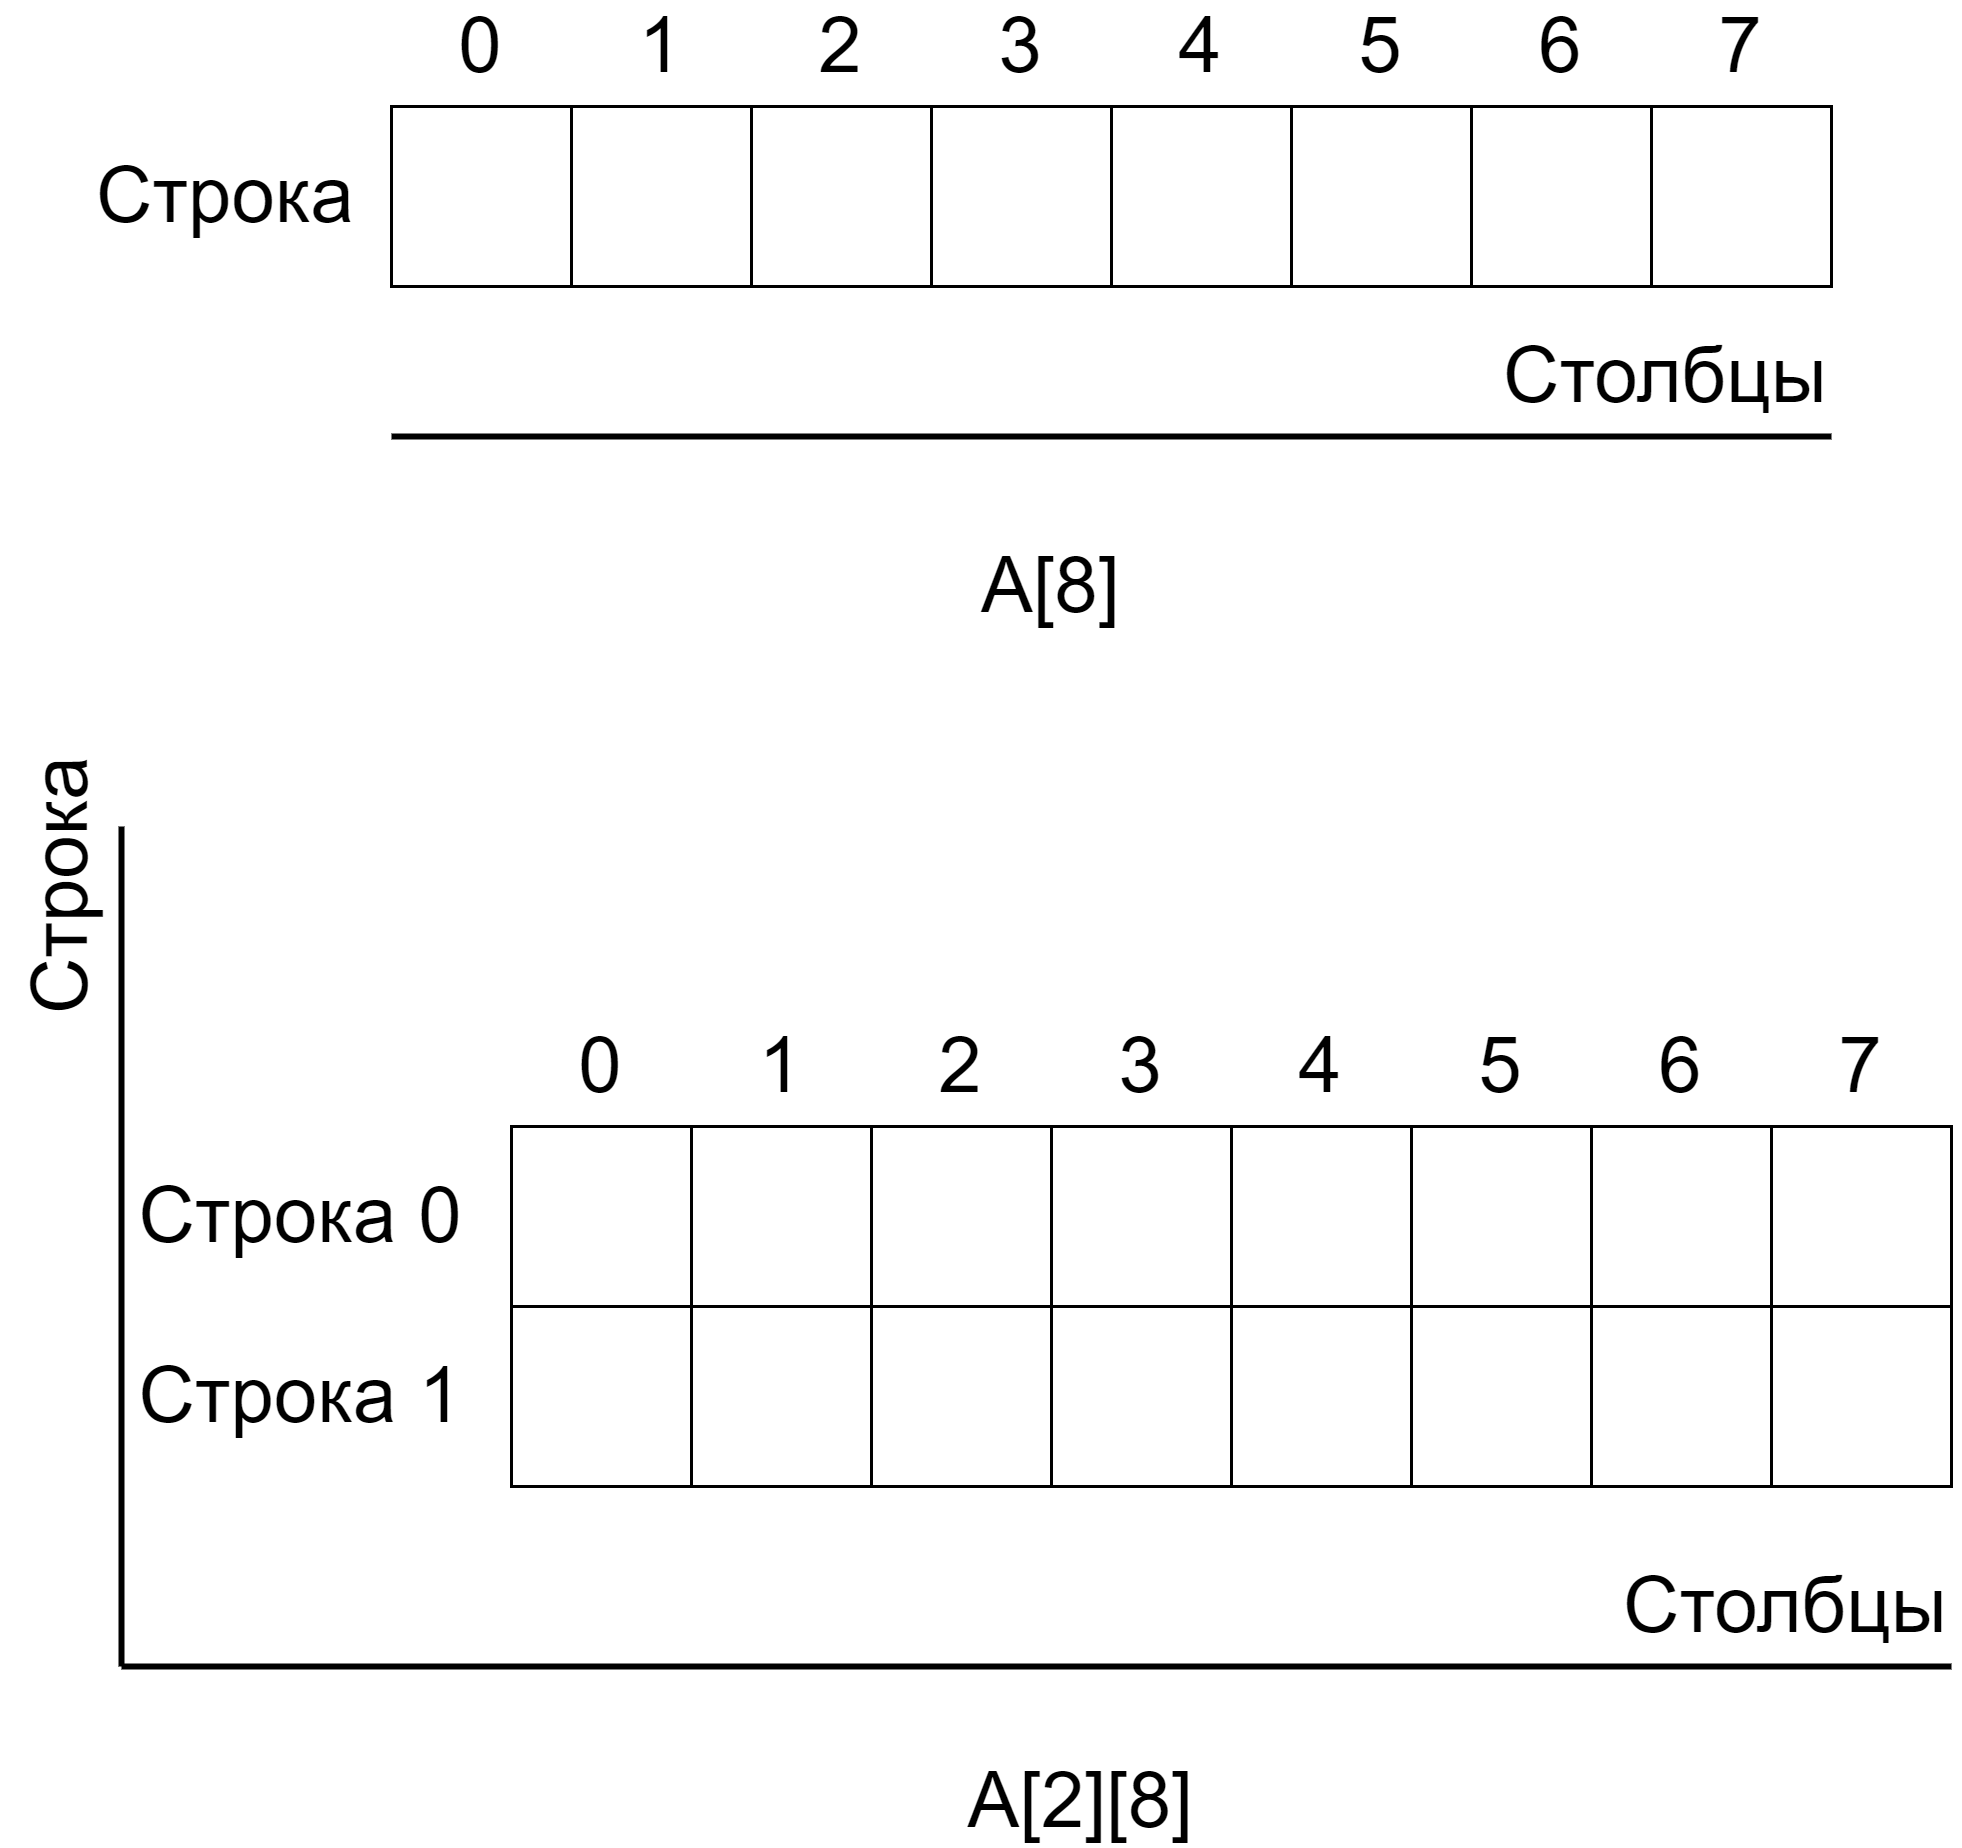 0 1 2 3 4 5 6 7
Строка
Столбцы
A[8]
Строка
0 1 2 3 4 5 6 7
Строка 0
Строка 1
Столбцы
A[2][8]